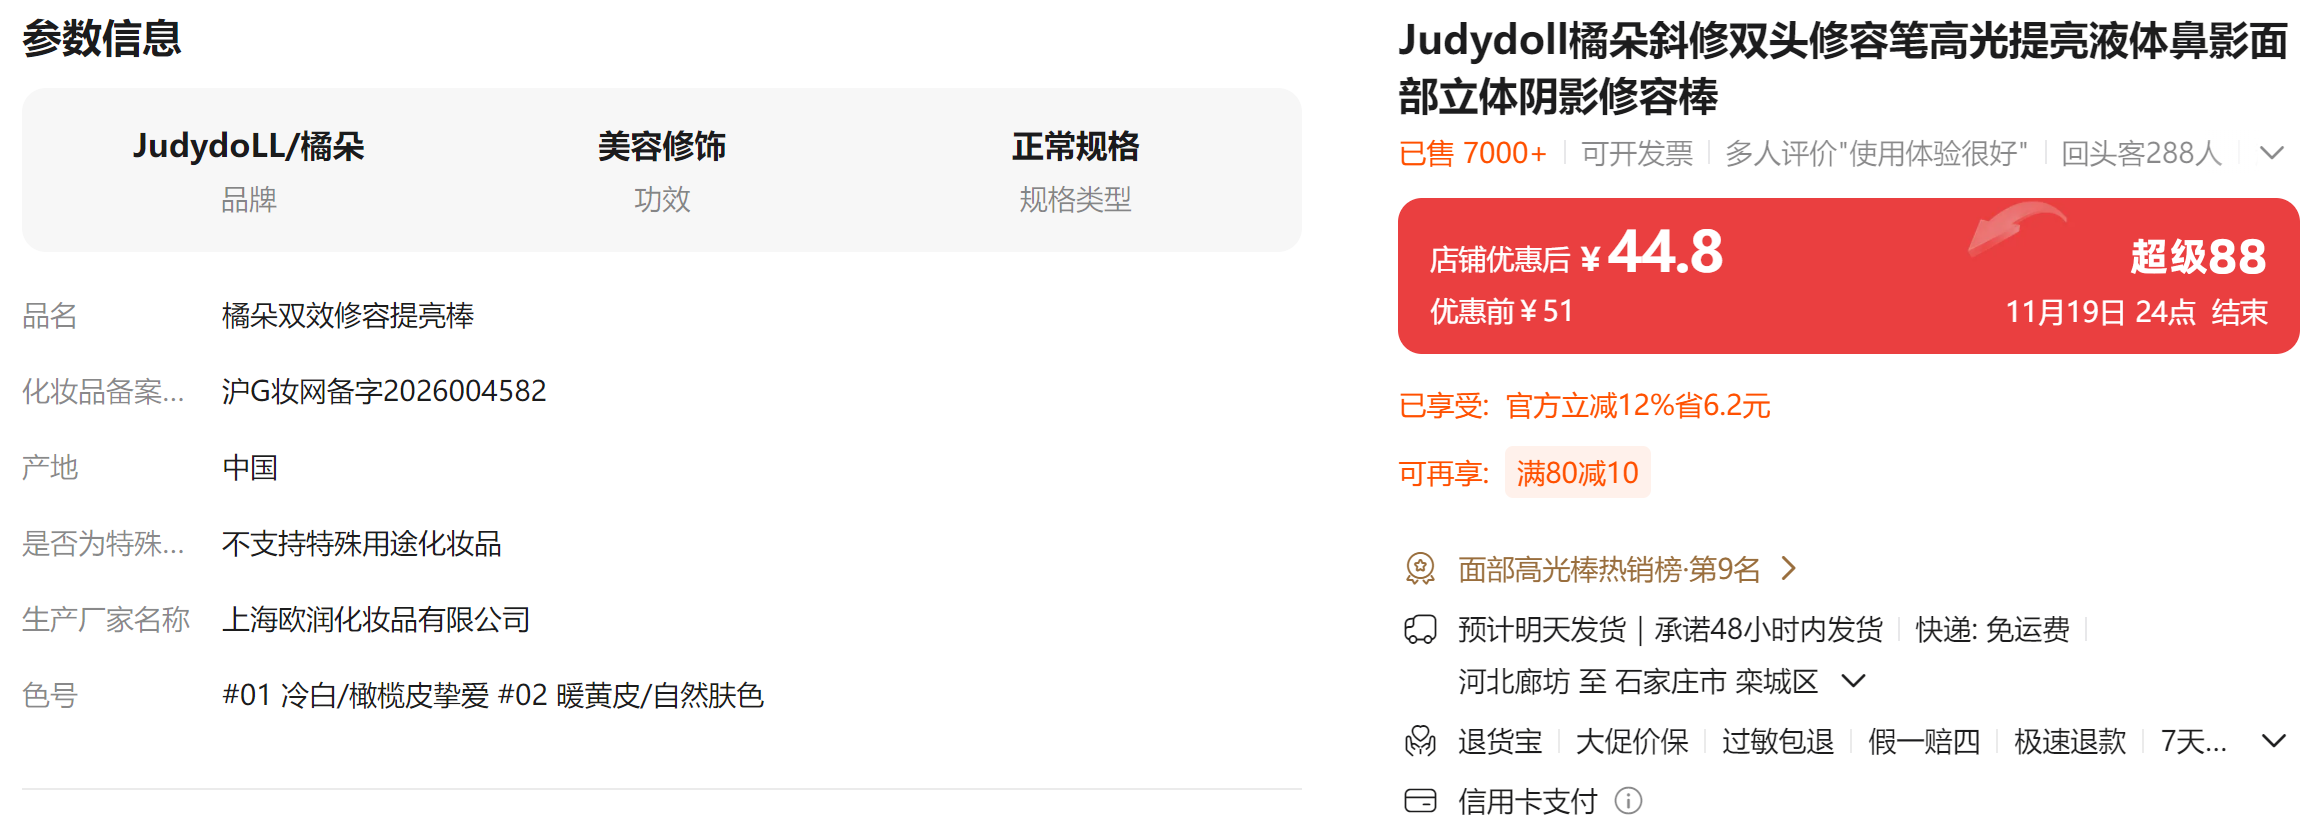 参数信息
JudydoLL/橘朵
美容修饰
正常规格
品牌
功效
规格类型
品名
橘朵双效修容提亮棒
化妆品备案...
沪G妆网备字2026004582
产地
中国
是否为特殊...
不支持特殊用途化妆品
生产厂家名称
上海欧润化妆品有限公司
色号
#01 冷白/橄榄皮挚爱 #02 暖黄皮/自然肤色
Judydoll橘朵斜修双头修容笔高光提亮液体鼻影面
部立体阴影修容棒
已售 7000+
可开发票
多人评价"使用体验很好"
回头客288人
店铺优惠后 ¥44.8
超级88
优惠前 ¥51
11月19日 24点 结束
已享受: 官方立减12%省6.2元
可再享: 满80减10
面部高光棒热销榜·第9名
预计明天发货 | 承诺48小时内发货
快递: 免运费
河北廊坊 至 石家庄市 栾城区
退货宝
大促价保
过敏包退
假一赔四
极速退款
7天...
信用卡支付